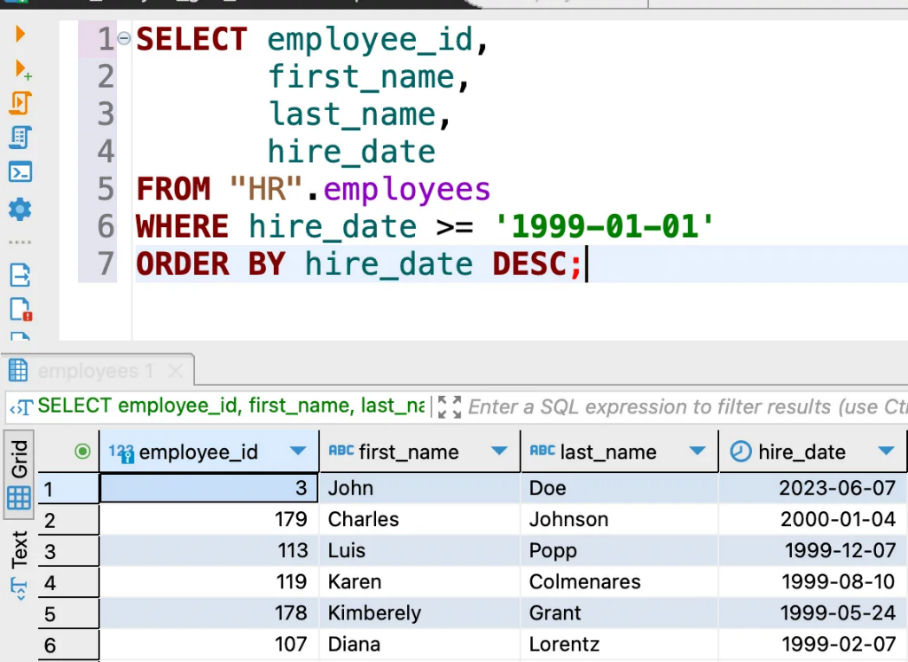 1 SELECT employee_id,
2 first_name,
3 last_name,
4 hire_date
5 FROM "HR".employees
6 WHERE hire_date >= '1999-01-01'
7 ORDER BY hire_date DESC;
employees 1
SELECT employee_id, first_name, last_na Enter a SQL expression to filter results (use Ct
Grid
Text
123 employee_id ABC first_name ABC last_name hire_date
1 3 John Doe 2023-06-07
2 179 Charles Johnson 2000-01-04
3 113 Luis Popp 1999-12-07
4 119 Karen Colmenares 1999-08-10
5 178 Kimberely Grant 1999-05-24
6 107 Diana Lorentz 1999-02-07